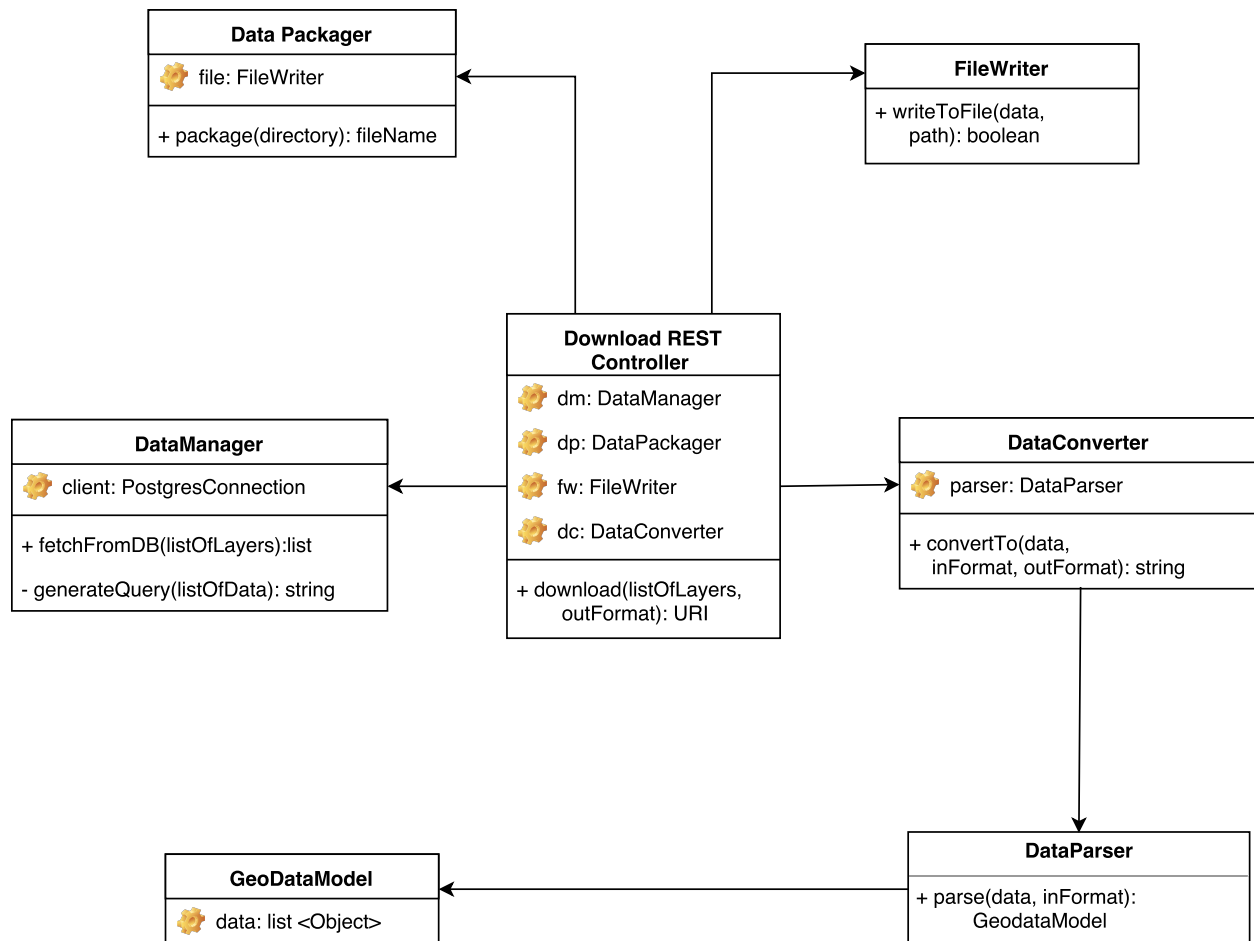 Data Packager
file: FileWriter
+ package(directory): fileName
FileWriter
+ writeToFile(data,
path): boolean
Download REST
Controller
dm: DataManager
dp: DataPackager
fw: FileWriter
dc: DataConverter
+ download(listOfLayers,
outFormat): URI
DataManager
client: PostgresConnection
+ fetchFromDB(listOfLayers):list
- generateQuery(listOfData): string
DataConverter
parser: DataParser
+ convertTo(data,
inFormat, outFormat): string
GeoDataModel
data: list <Object>
DataParser
+ parse(data, inFormat):
GeodataModel